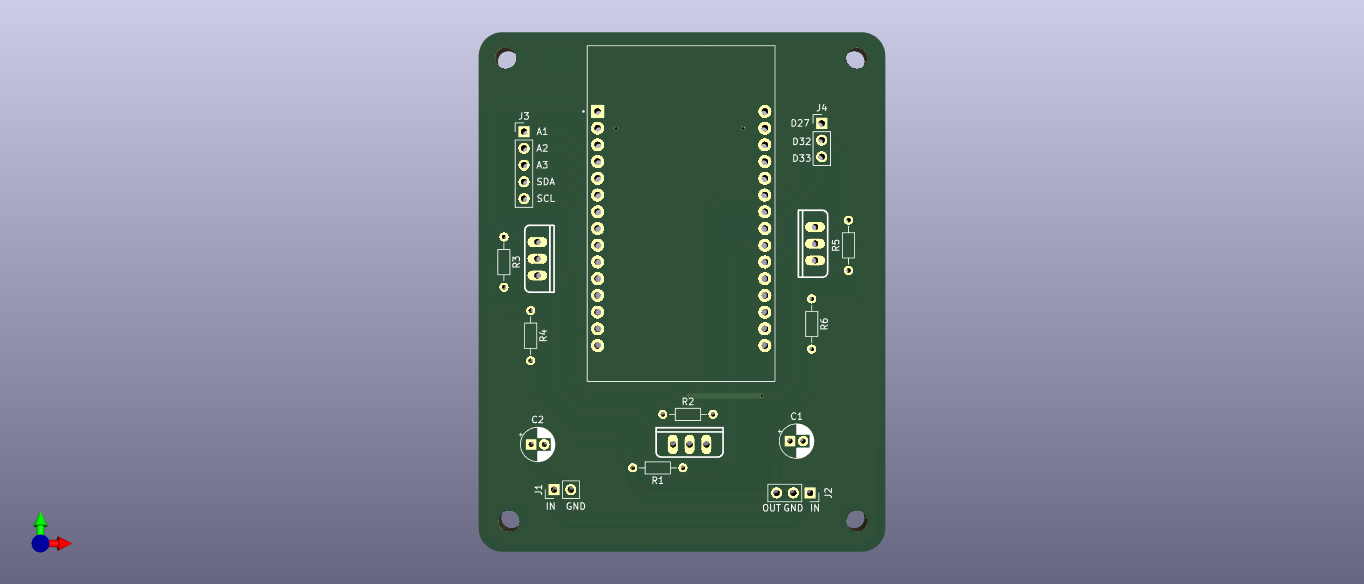 J3
A1
A2
A3
SDA
SCL
J4
D27
D32
D33
R3
R4
R5
R6
R2
C2
C1
R1
J1
IN GND
J2
OUT GND IN